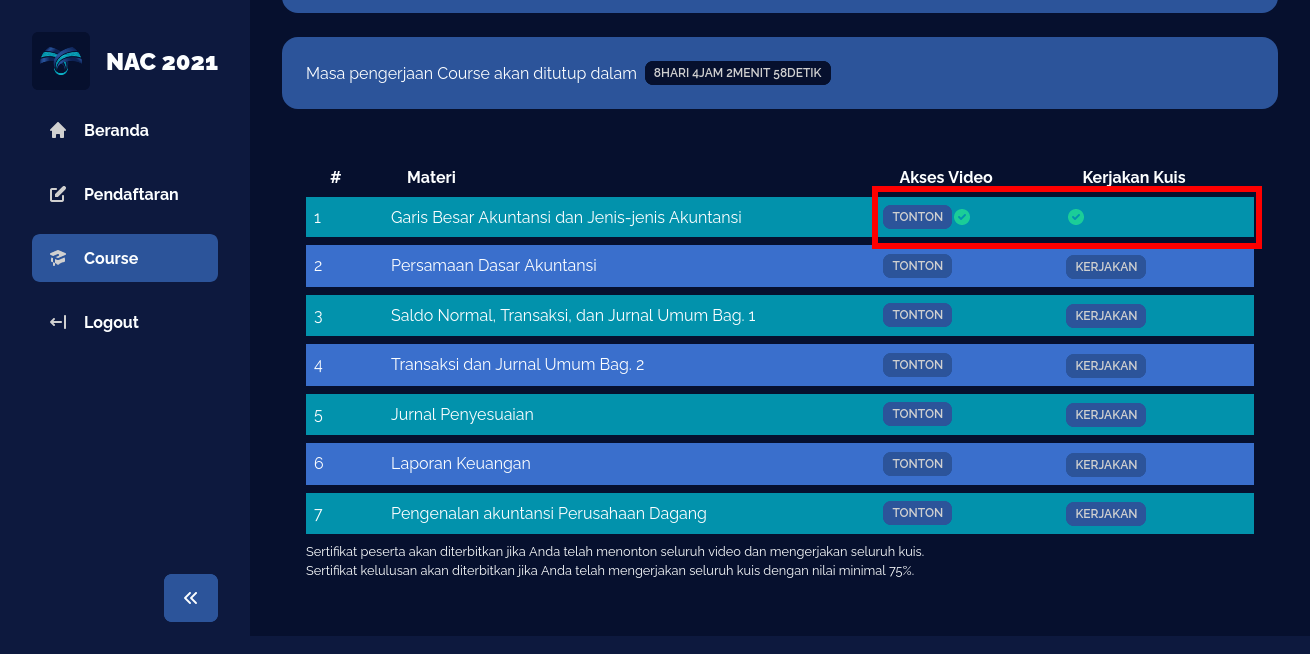 NAC 2021
Beranda
Pendaftaran
Course
Logout
Masa pengerjaan Course akan ditutup dalam 8HARI 4JAM 2MENIT 58DETIK
# Materi Akses Video Kerjakan Kuis
1 Garis Besar Akuntansi dan Jenis-jenis Akuntansi TONTON
2 Persamaan Dasar Akuntansi TONTON KERJAKAN
3 Saldo Normal, Transaksi, dan Jurnal Umum Bag. 1 TONTON KERJAKAN
4 Transaksi dan Jurnal Umum Bag. 2 TONTON KERJAKAN
5 Jurnal Penyesuaian TONTON KERJAKAN
6 Laporan Keuangan TONTON KERJAKAN
7 Pengenalan akuntansi Perusahaan Dagang TONTON KERJAKAN
Sertifikat peserta akan diterbitkan jika Anda telah menonton seluruh video dan mengerjakan seluruh kuis.
Sertifikat kelulusan akan diterbitkan jika Anda telah mengerjakan seluruh kuis dengan nilai minimal 75%.